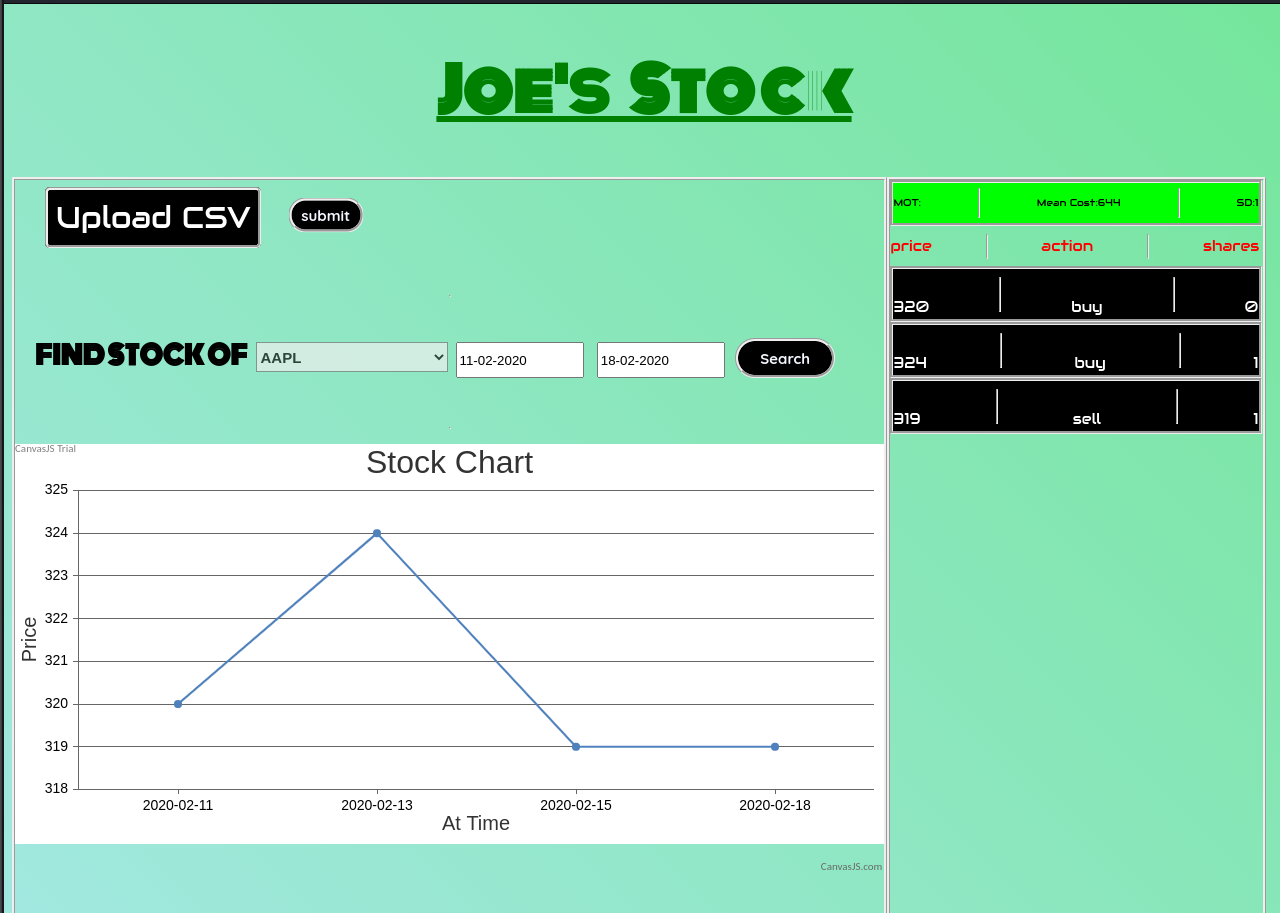 Joe's Stock
Upload CSV
submit
FIND STOCK OF
AAPL
11-02-2020
18-02-2020
Search
CanvasJS Trial
Stock Chart
325
324
323
322
321
320
319
318
Price
2020-02-11 2020-02-13 2020-02-15 2020-02-18
At Time
CanvasJS.com
MOT: Mean Cost:644 SD:1
price action shares
320 buy 0
324 buy 1
319 sell 1